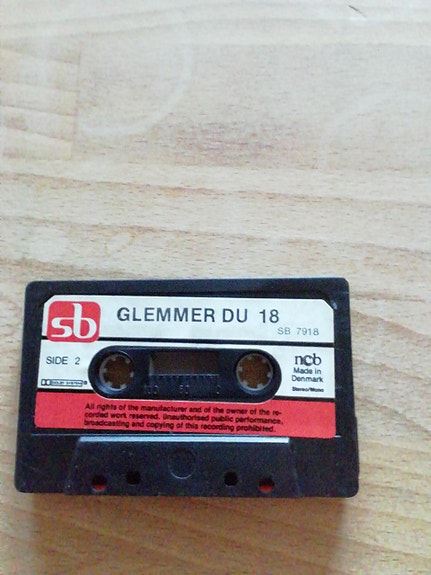 sb
GLEMMER DU 18
SB 7918
SIDE 2
ncb
Made in
Denmark
Stereo/Mono
DOLBY SYSTEM
All rights of the manufacturer and of the owner of the re-
corded work reserved. Unauthorised public performance,
broadcasting and copying of this recording prohibited.